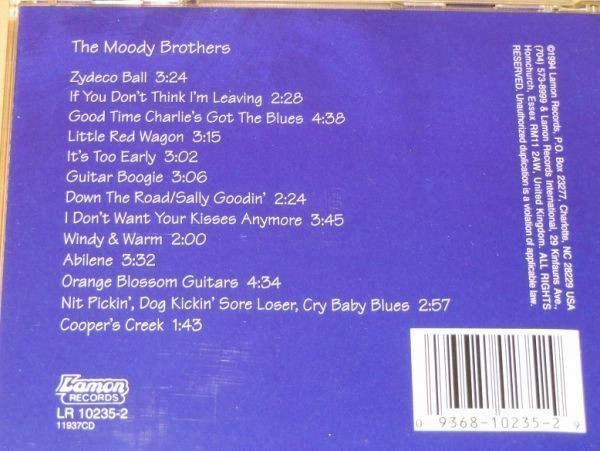 The Moody Brothers
Zydeco Ball 3:24
If You Don't Think I'm Leaving 2:28
Good Time Charlie's Got The Blues 4:38
Little Red Wagon 3:15
It's Too Early 3:02
Guitar Boogie 3:06
Down The Road/Sally Goodin' 2:24
I Don't Want Your Kisses Anymore 3:45
Windy & Warm 2:00
Abilene 3:32
Orange Blossom Guitars 4:34
Nit Pickin', Dog Kickin' Sore Loser, Cry Baby Blues 2:57
Cooper's Creek 1:43
©1994 Lamon Records, P.O. Box 23277, Charlotte, NC 28229 USA
(704) 573-8999 & Lamon Records International, 29 Kinfauns Ave.,
Hornchurch, Essex RM11 2AW, United Kingdom. ALL RIGHTS
RESERVED. Unauthorized duplication is a violation of applicable law.
Lamon
RECORDS
LR 10235-2
11937CD
0 9368-10235-2 9